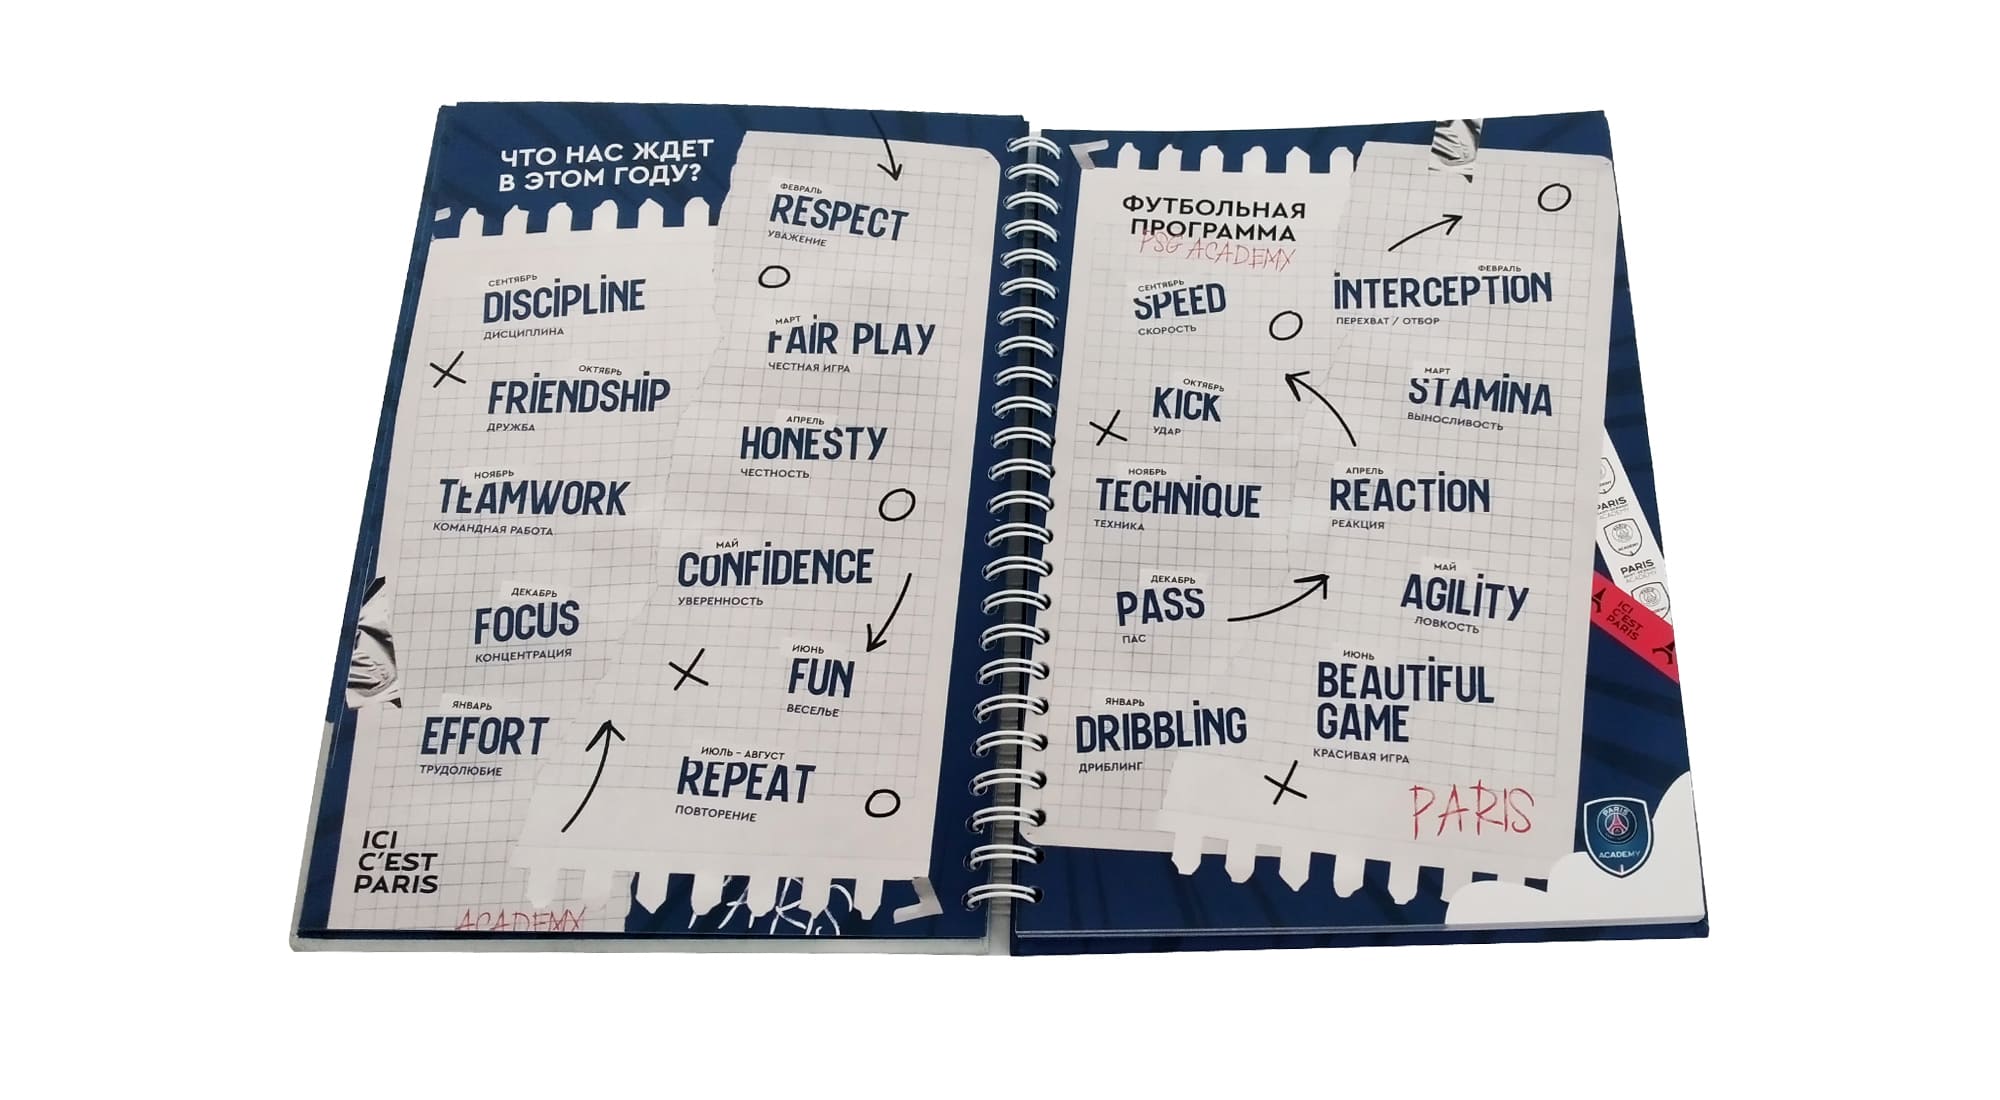 ЧТО НАС ЖДЕТ
В ЭТОМ ГОДУ?
СЕНТЯБРЬ
DISCIPLINE
ДИСЦИПЛИНА
ОКТЯБРЬ
FRIENDSHIP
ДРУЖБА
НОЯБРЬ
TEAMWORK
КОМАНДНАЯ РАБОТА
ДЕКАБРЬ
FOCUS
КОНЦЕНТРАЦИЯ
ЯНВАРЬ
EFFORT
ТРУДОЛЮБИЕ
ICI
C'EST
PARIS
ACADEMY
ФЕВРАЛЬ
RESPECT
УВАЖЕНИЕ
МАРТ
FAIR PLAY
ЧЕСТНАЯ ИГРА
АПРЕЛЬ
HONESTY
ЧЕСТНОСТЬ
МАЙ
CONFIDENCE
УВЕРЕННОСТЬ
ИЮНЬ
FUN
ВЕСЕЛЬЕ
ИЮЛЬ – АВГУСТ
REPEAT
ПОВТОРЕНИЕ
PARIS
ФУТБОЛЬНАЯ
ПРОГРАММА
PSG ACADEMY
СЕНТЯБРЬ
SPEED
СКОРОСТЬ
ОКТЯБРЬ
KICK
УДАР
НОЯБРЬ
TECHNIQUE
ТЕХНИКА
ДЕКАБРЬ
PASS
ПАС
ЯНВАРЬ
DRIBBLING
ДРИБЛИНГ
ФЕВРАЛЬ
INTERCEPTION
ПЕРЕХВАТ / ОТБОР
МАРТ
STAMINA
ВЫНОСЛИВОСТЬ
АПРЕЛЬ
REACTION
РЕАКЦИЯ
МАЙ
AGILITY
ЛОВКОСТЬ
ИЮНЬ
BEAUTIFUL
GAME
КРАСИВАЯ ИГРА
PARIS
PARIS
ACADEMY
PARIS
ACADEMY
ICI
C'EST
PARIS
PARIS
ACADEMY